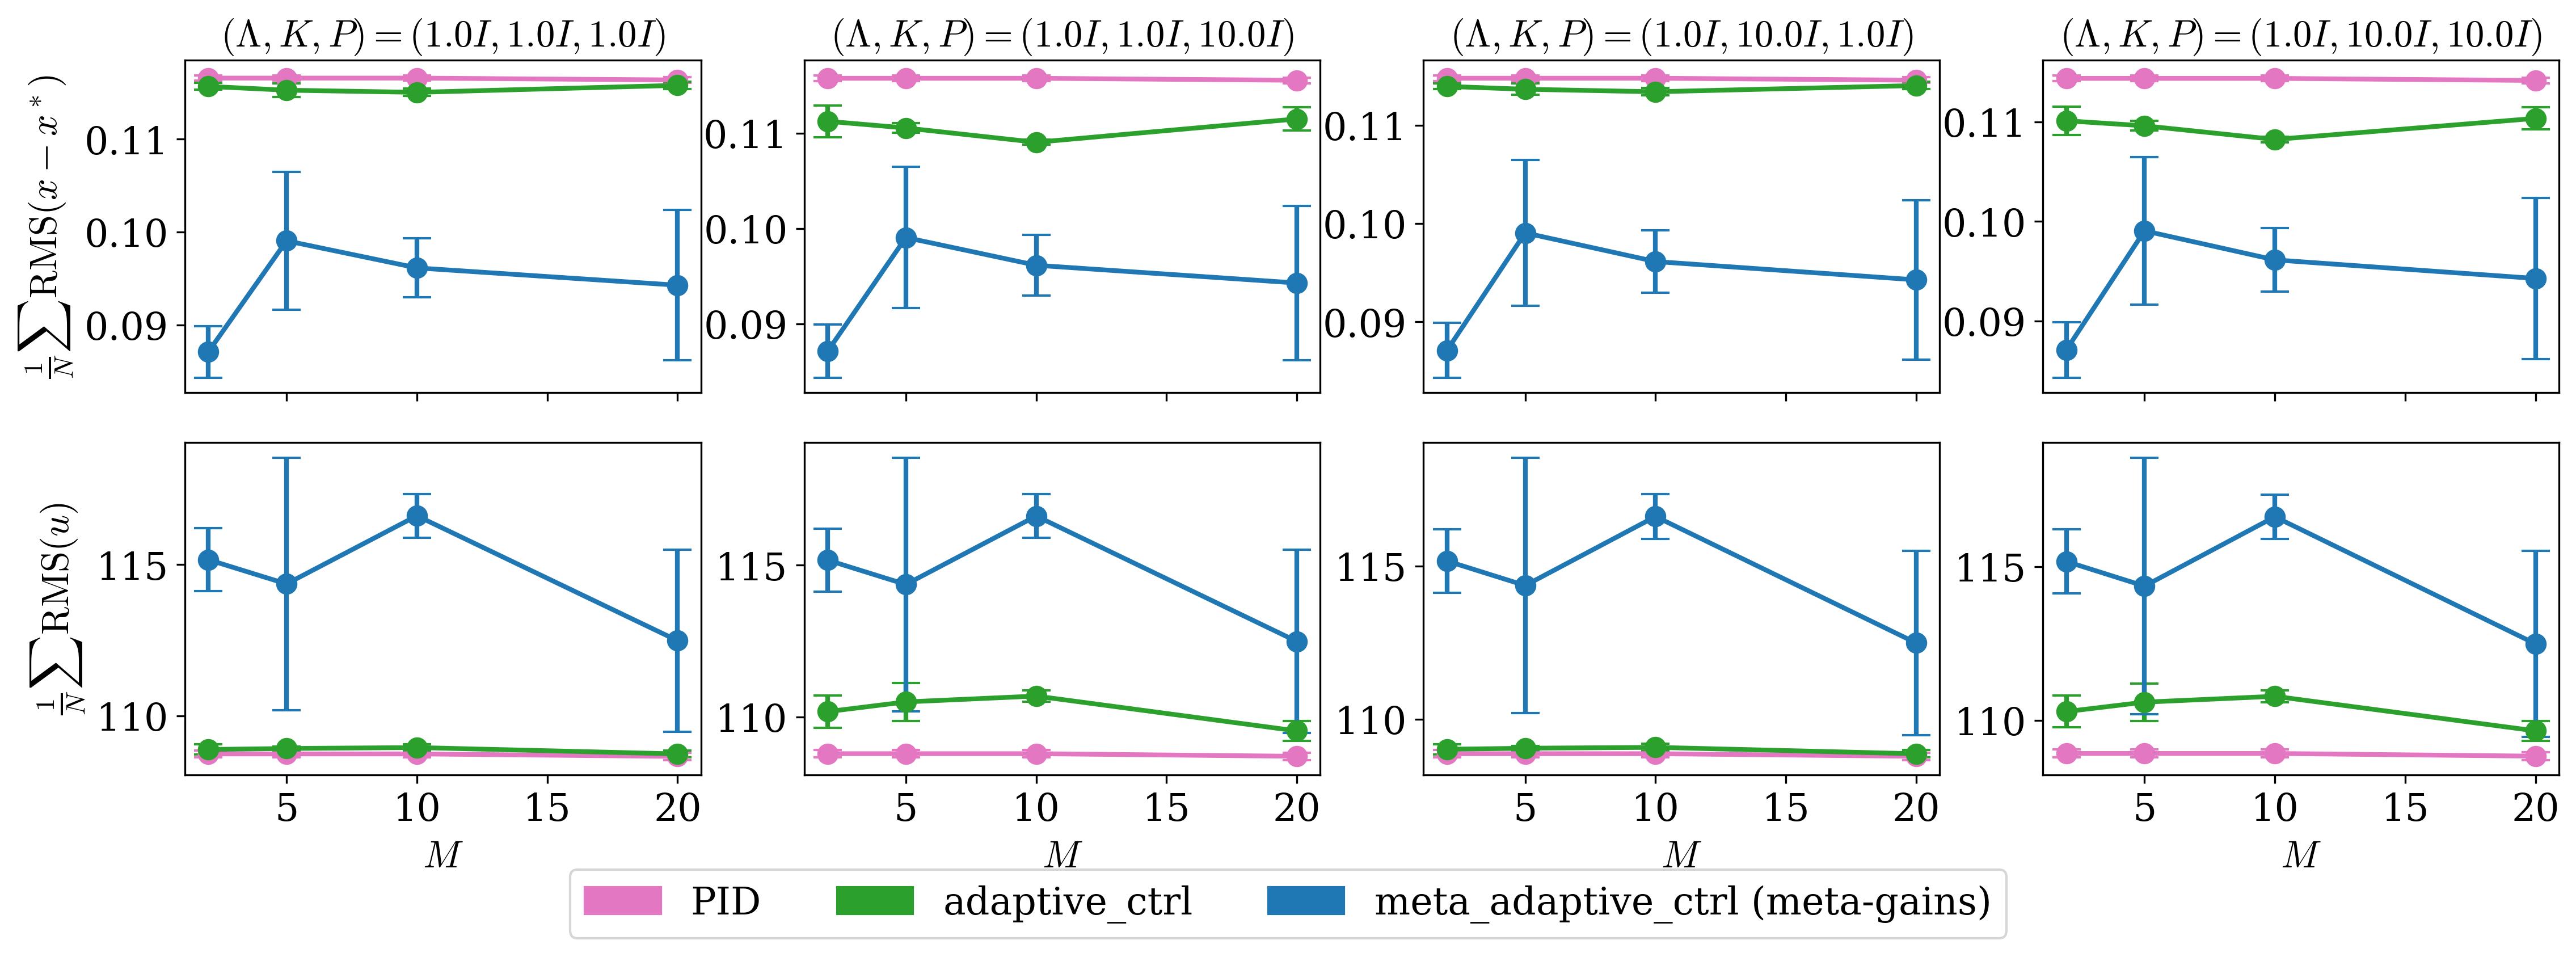 (Λ, K, P) = (1.0I, 1.0I, 1.0I)
(Λ, K, P) = (1.0I, 1.0I, 10.0I)
(Λ, K, P) = (1.0I, 10.0I, 1.0I)
(Λ, K, P) = (1.0I, 10.0I, 10.0I)
1/N ∑ RMS(x − x*)
0.11
0.10
0.09
0.11
0.10
0.09
0.11
0.10
0.09
0.11
0.10
0.09
1/N ∑ RMS(u)
115
110
115
110
115
110
115
110
5 10 15 20
5 10 15 20
5 10 15 20
5 10 15 20
M
M
M
M
PID
adaptive_ctrl
meta_adaptive_ctrl (meta-gains)